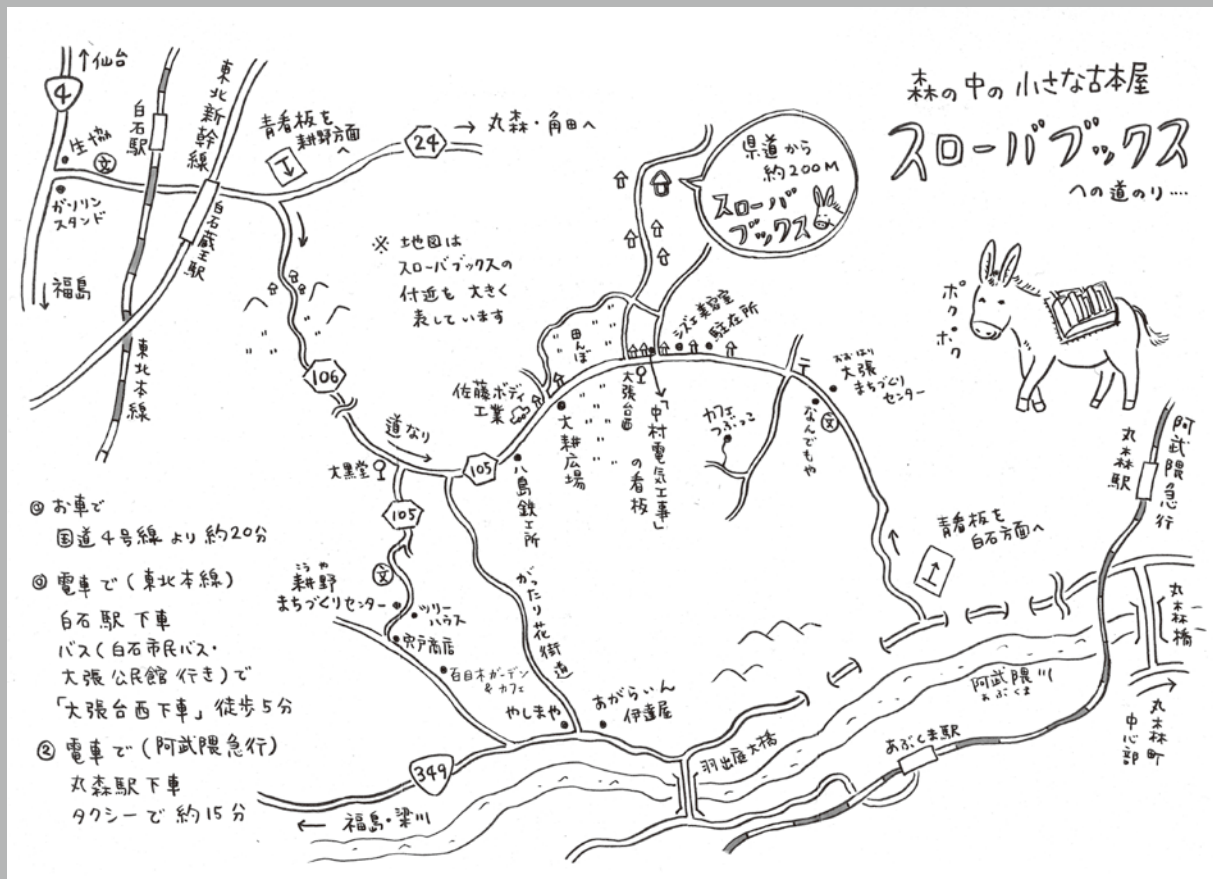 森の中の小さな古本屋
スローバブックス
への道のり....
↑仙台
4
生協
文
ガソリン
スタンド
↓福島
白石駅
東北新幹線
白石蔵王駅
東北本線
青看板を
耕野方面
へ
24
→ 丸森・角田へ
※ 地図は
スローバブックスの
付近を大きく
表しています
県道から
約200M
スローバ
ブックス
ポクポク
106
道なり
大黒堂
105
105
佐藤ボディ
工業
田んぼ
八島鉄工所
大耕広場
大張台西
「中村電気工事」
の看板
シズエ美容室
駐在所
カフェ
つぶっこ
〒
なんでもや
文
おおはり
大張
まちづくり
センター
青看板を
白石方面へ
阿武隈急行
丸森駅
丸森橋
丸森町
中心部
阿武隈川
あぶくま
あぶくま駅
羽出庭大橋
文
こうや
耕野
まちづくりセンター
ツリー
ハウス
宍戸商店
石目木ガーデン
&カフェ
がったり花街道
やしまや
あがらいん
伊達屋
349
← 福島・梁川
◎ お車で
国道4号線より約20分
① 電車で(東北本線)
白石駅下車
バス(白石市民バス・
大張公民館行き)で
「大張台西下車」徒歩5分
② 電車で(阿武隈急行)
丸森駅下車
タクシーで約15分